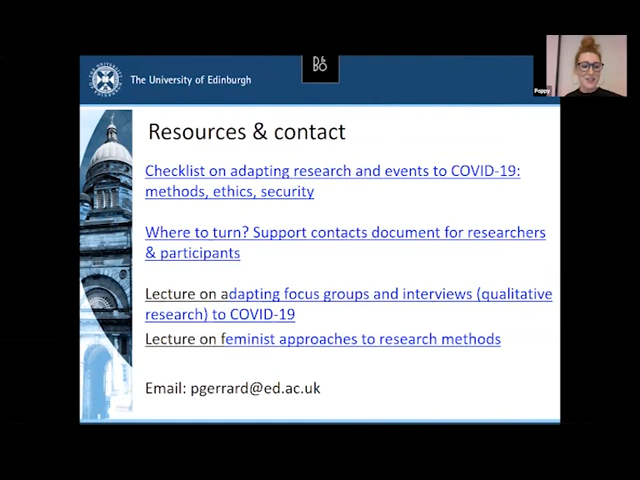 The University of Edinburgh
Poppy
Resources & contact
Checklist on adapting research and events to COVID-19:
methods, ethics, security
Where to turn? Support contacts document for researchers
& participants
Lecture on adapting focus groups and interviews (qualitative
research) to COVID-19
Lecture on feminist approaches to research methods
Email: pgerrard@ed.ac.uk